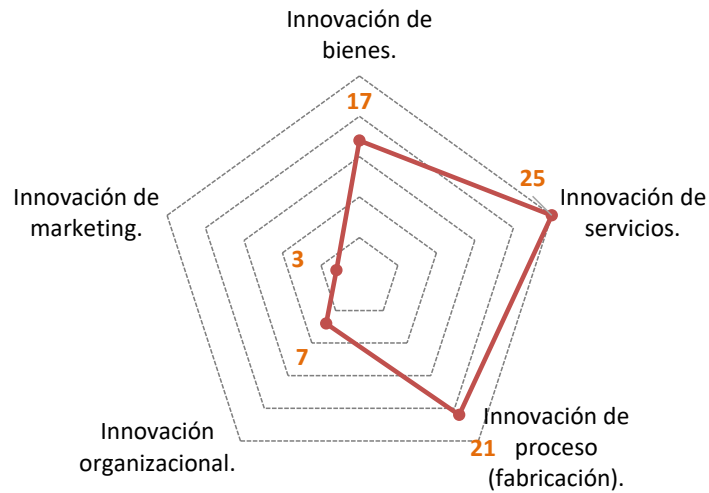 Innovación de
bienes.
17
25
Innovación de
servicios.
Innovación de
marketing.
3
7
Innovación
organizacional.
21
Innovación de
proceso
(fabricación).